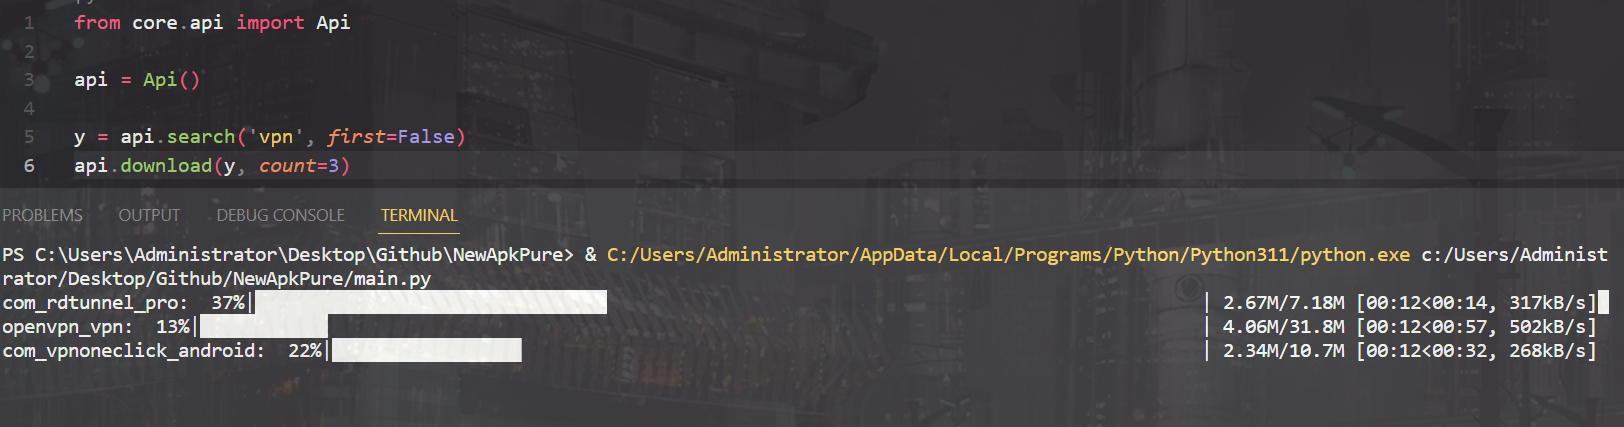 1 from core.api import Api
2
3 api = Api()
4
5 y = api.search('vpn', first=False)
6 api.download(y, count=3)
PROBLEMS OUTPUT DEBUG CONSOLE TERMINAL
PS C:\Users\Administrator\Desktop\Github\NewApkPure> & C:/Users/Administrator/AppData/Local/Programs/Python/Python311/python.exe c:/Users/Administ
rator/Desktop/Github/NewApkPure/main.py
com_rdtunnel_pro: 37%| | 2.67M/7.18M [00:12<00:14, 317kB/s]
openvpn_vpn: 13%| | 4.06M/31.8M [00:12<00:57, 502kB/s]
com_vpnoneclick_android: 22%| | 2.34M/10.7M [00:12<00:32, 268kB/s]